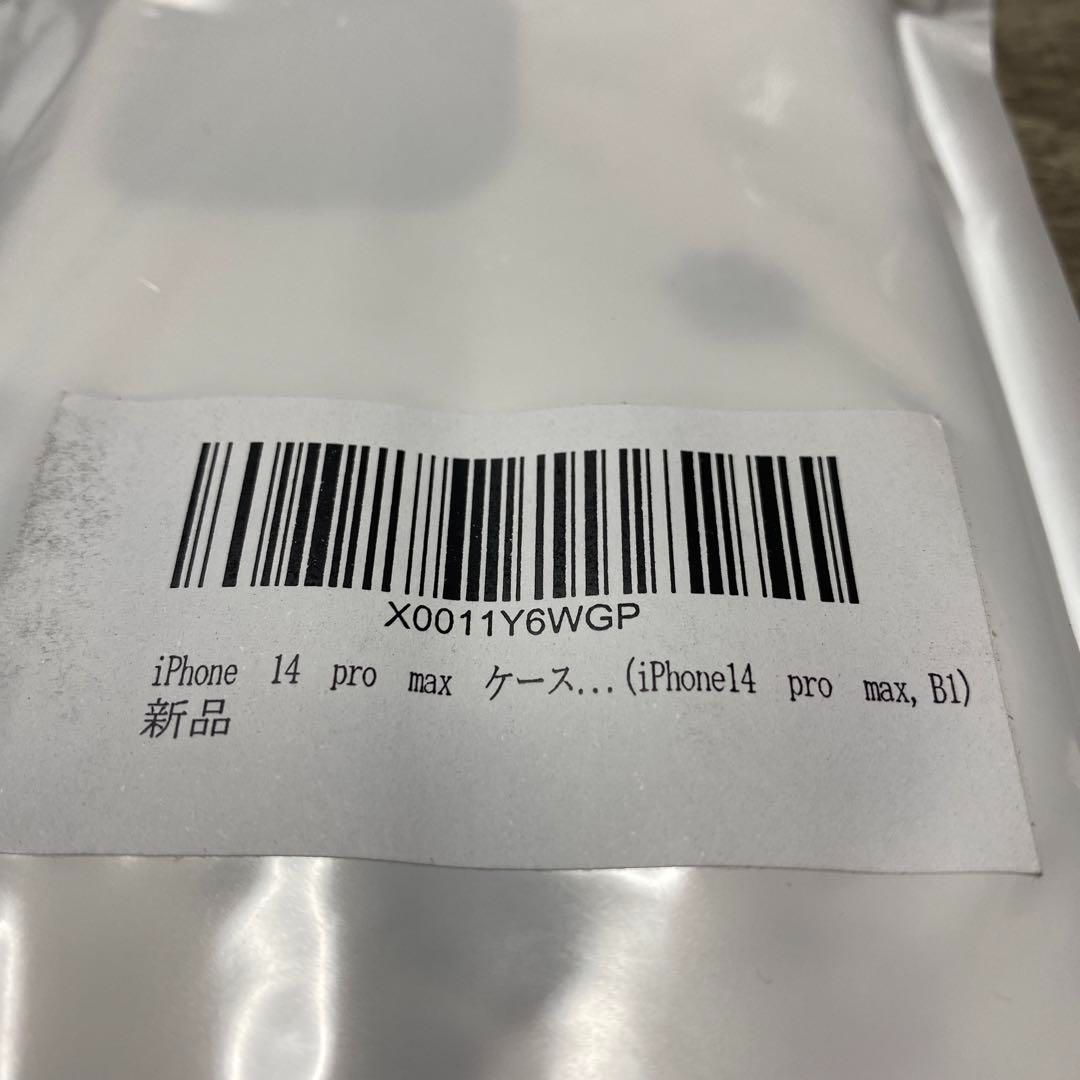 X0011Y6WGP
iPhone 14 pro max ケース...(iPhone14 pro max, B1)
新品